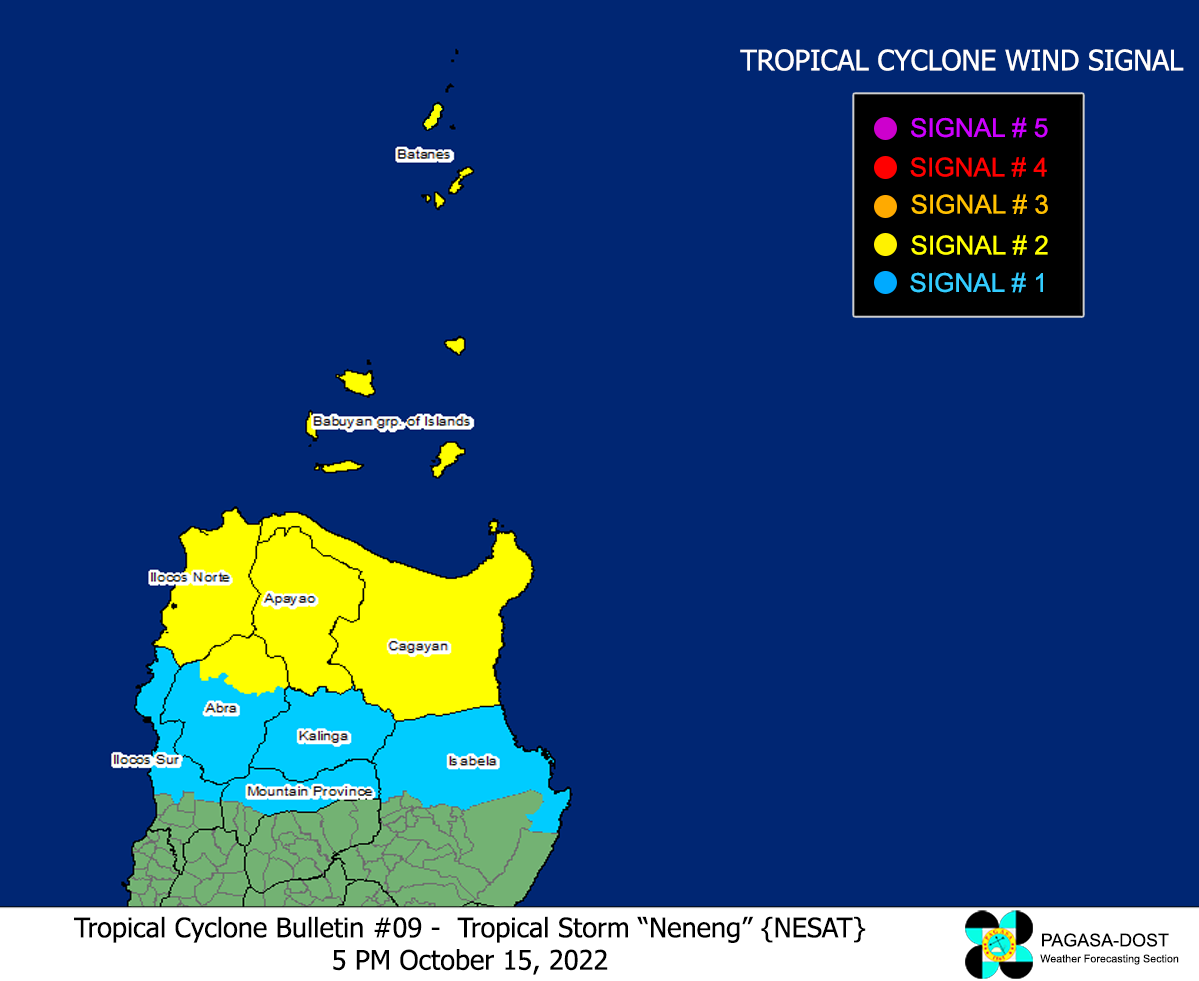 TROPICAL CYCLONE WIND SIGNAL
SIGNAL # 5
SIGNAL # 4
SIGNAL # 3
SIGNAL # 2
SIGNAL # 1
Batanes
Babuyan grp. of Islands
Ilocos Norte
Apayao
Cagayan
Abra
Kalinga
Ilocos Sur
Isabela
Mountain Province
Tropical Cyclone Bulletin #09 - Tropical Storm “Neneng” {NESAT}
5 PM October 15, 2022
PAGASA-DOST
Weather Forecasting Section